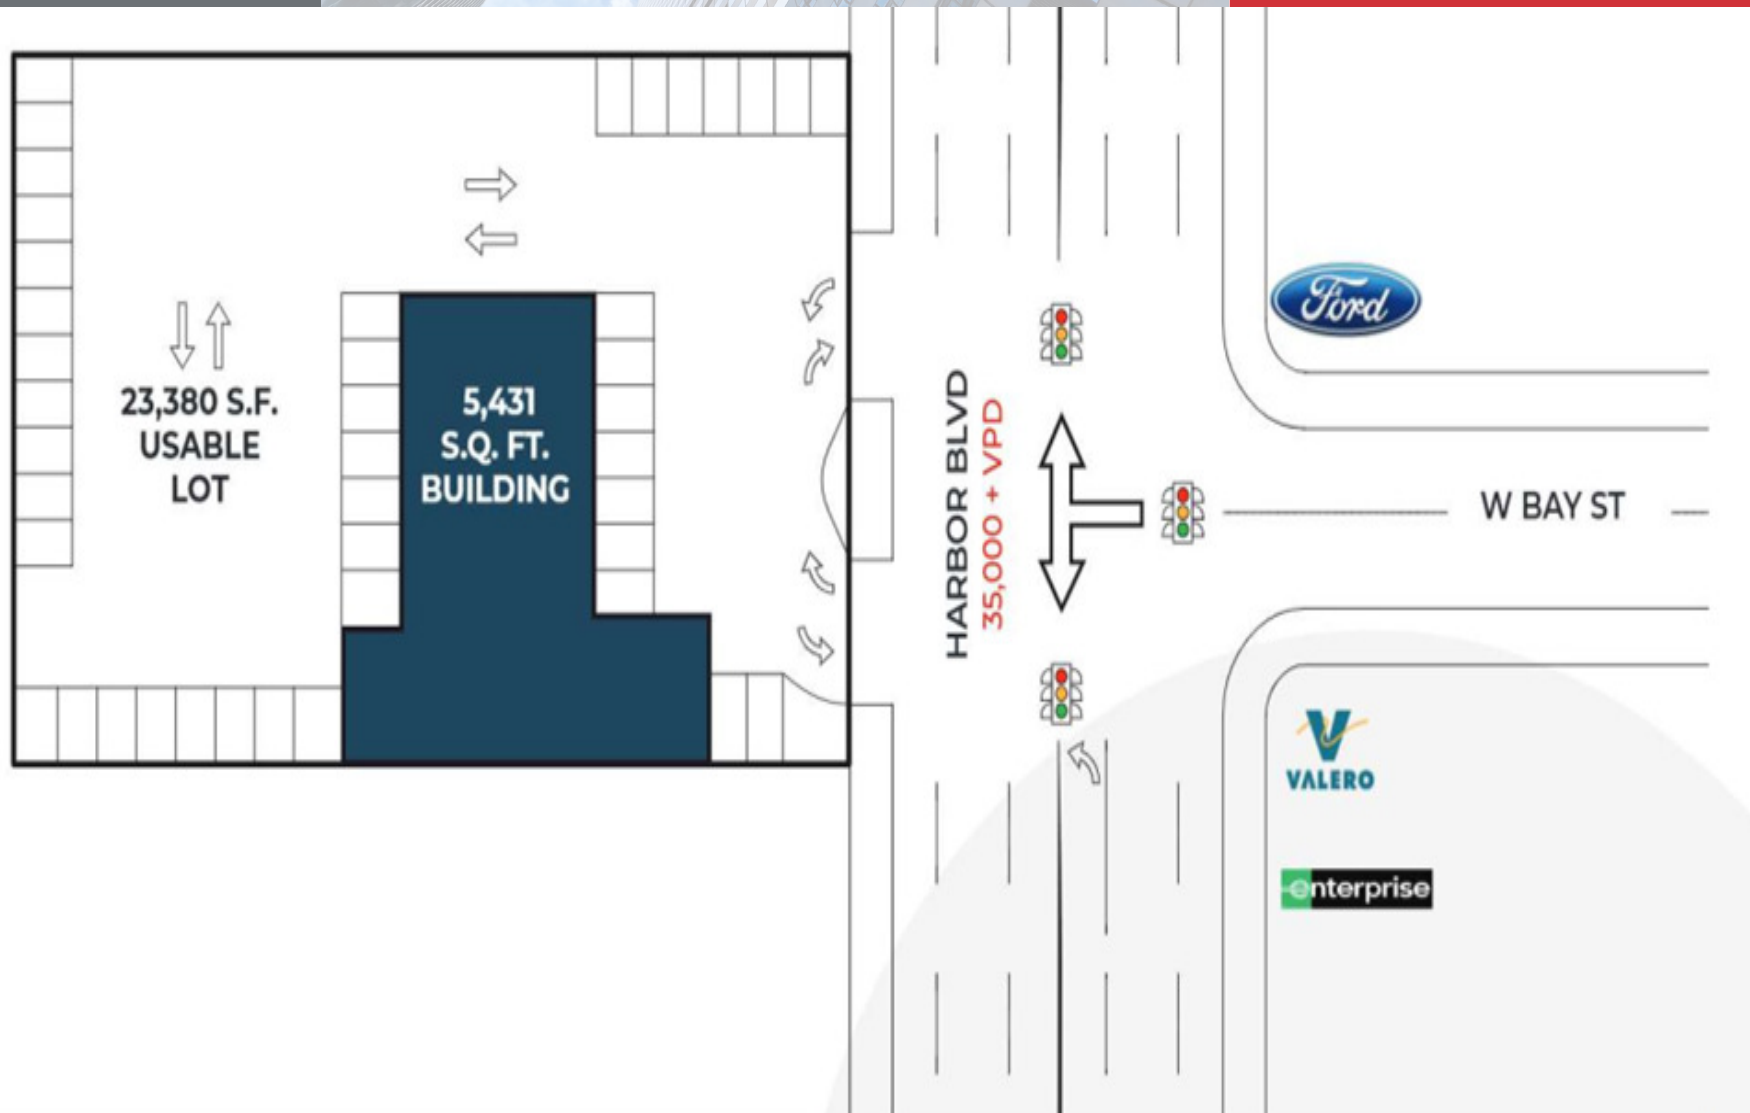 23,380 S.F.
USABLE
LOT
5,431
S.Q. FT.
BUILDING
HARBOR BLVD
35,000 + VPD
W BAY ST
Ford
VALERO
enterprise